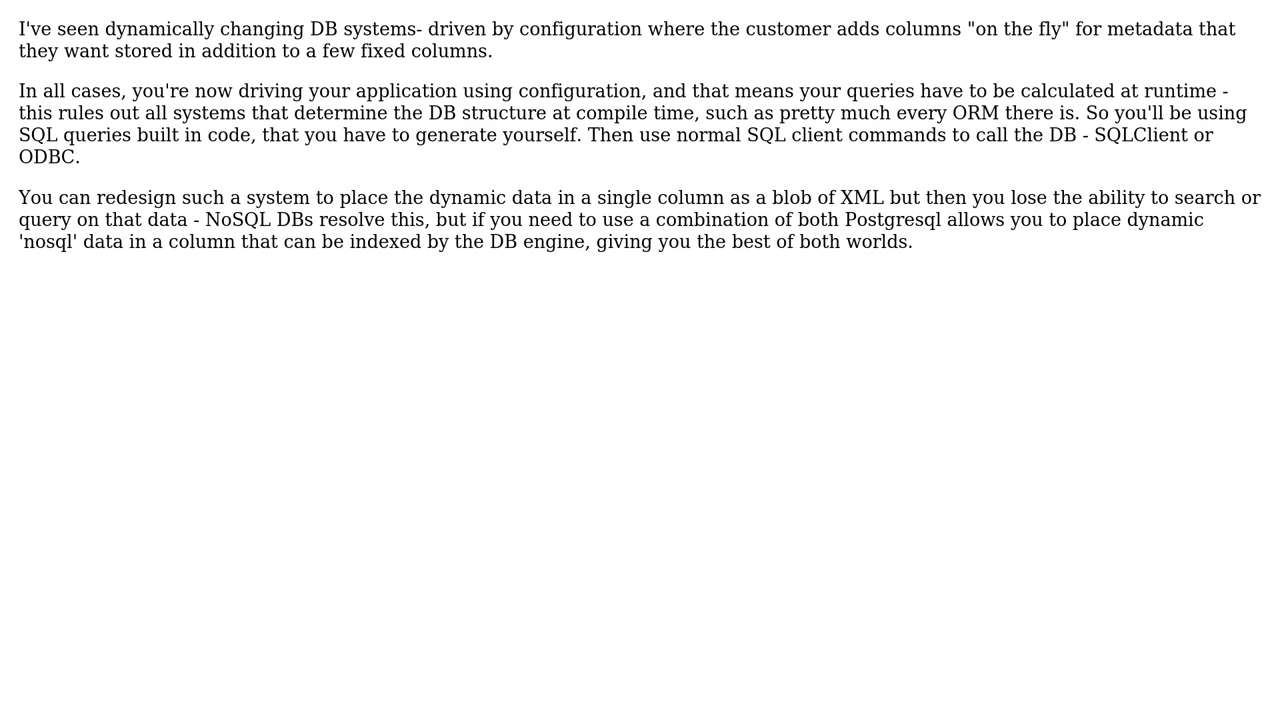 I've seen dynamically changing DB systems- driven by configuration where the customer adds columns "on the fly" for metadata that
they want stored in addition to a few fixed columns.
In all cases, you're now driving your application using configuration, and that means your queries have to be calculated at runtime -
this rules out all systems that determine the DB structure at compile time, such as pretty much every ORM there is. So you'll be using
SQL queries built in code, that you have to generate yourself. Then use normal SQL client commands to call the DB - SQLClient or
ODBC.
You can redesign such a system to place the dynamic data in a single column as a blob of XML but then you lose the ability to search or
query on that data - NoSQL DBs resolve this, but if you need to use a combination of both Postgresql allows you to place dynamic
'nosql' data in a column that can be indexed by the DB engine, giving you the best of both worlds.